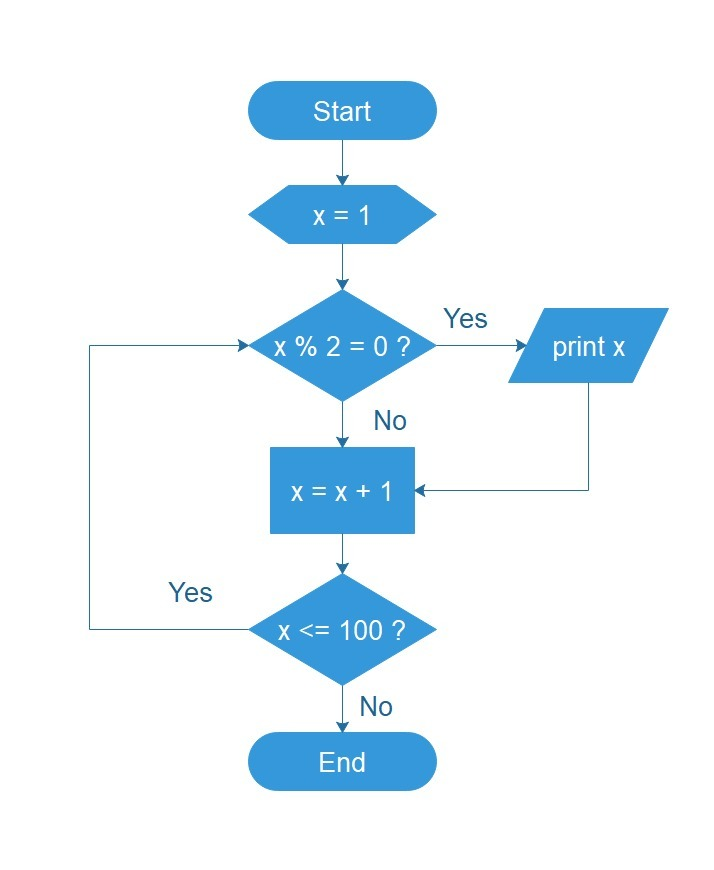 Start
x = 1
x % 2 = 0 ?
Yes
print x
No
x = x + 1
Yes
x <= 100 ?
No
End